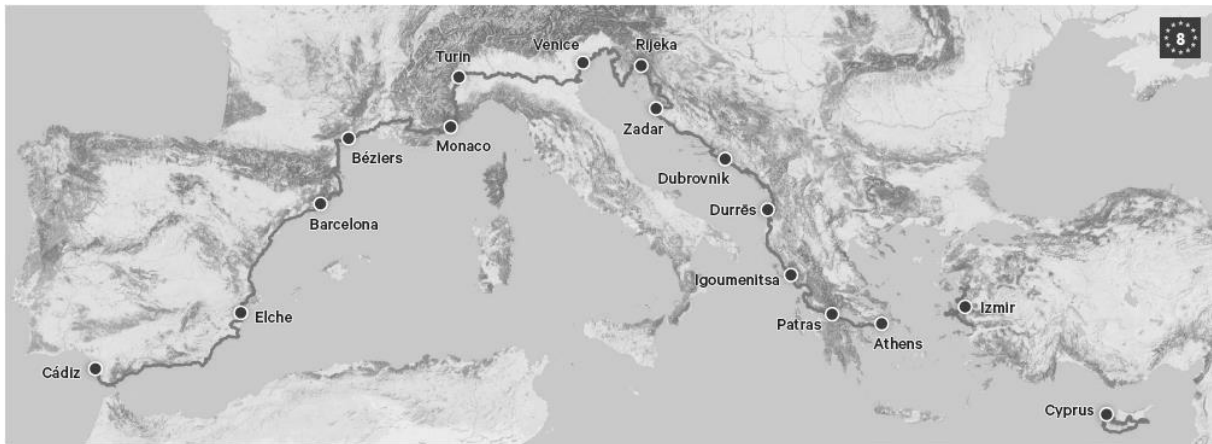 8
Venice
Rijeka
Turin
Zadar
Monaco
Béziers
Dubrovnik
Durrës
Barcelona
Igoumenitsa
Elche
Patras
Izmir
Athens
Cádiz
Cyprus